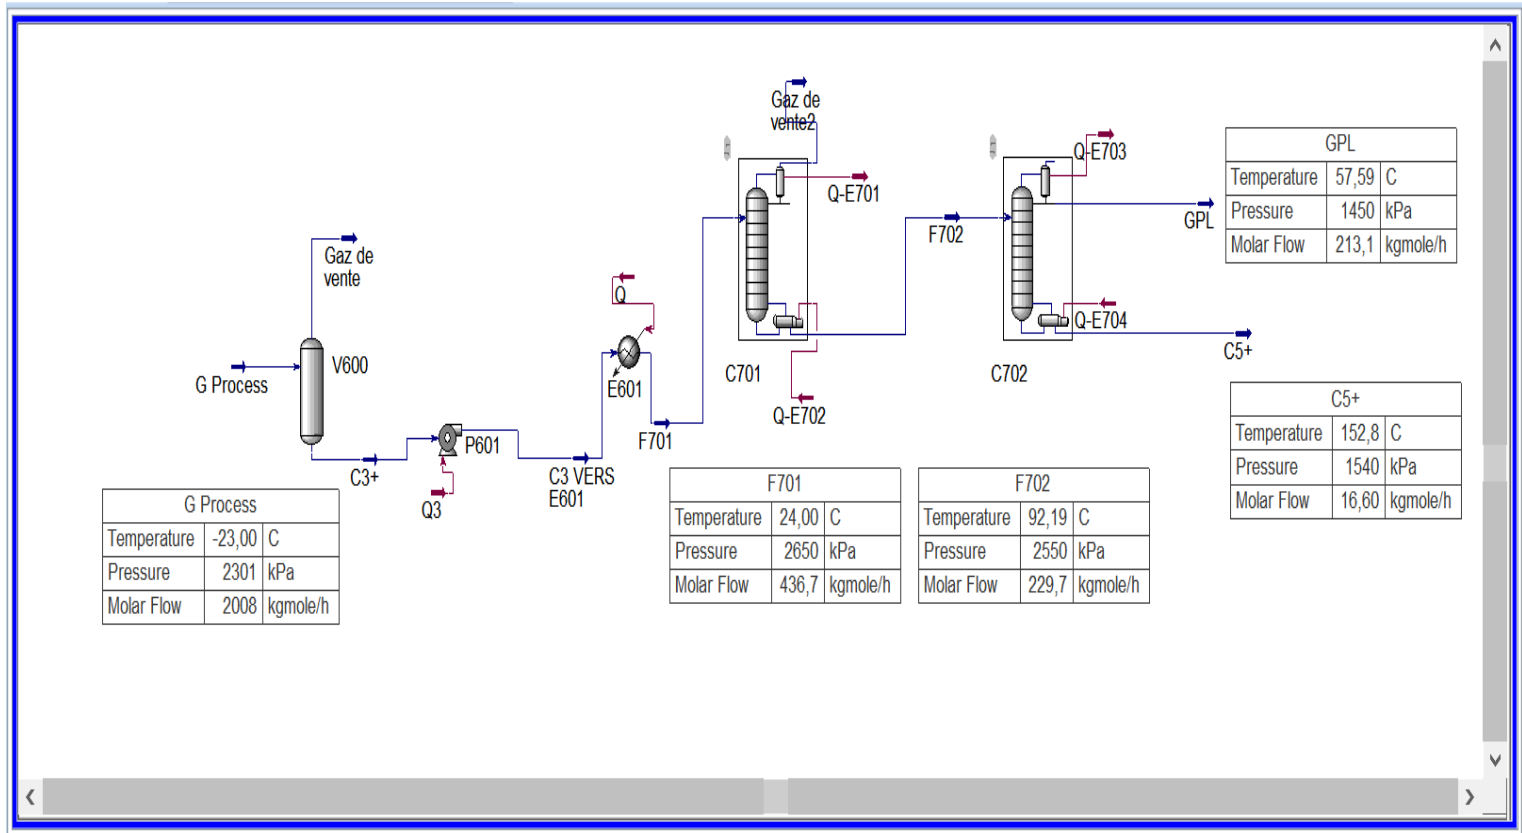 Gaz de
vente2
Q-E701
Q-E703
GPL
F702
Gaz de
vente
V600
G Process
Q
E601
C701
Q-E702
C702
Q-E704
C5+
F701
P601
C3+
Q3
C3 VERS
E601
GPL
Temperature 57,59 C
Pressure 1450 kPa
Molar Flow 213,1 kgmole/h
C5+
Temperature 152,8 C
Pressure 1540 kPa
Molar Flow 16,60 kgmole/h
G Process
Temperature -23,00 C
Pressure 2301 kPa
Molar Flow 2008 kgmole/h
F701
Temperature 24,00 C
Pressure 2650 kPa
Molar Flow 436,7 kgmole/h
F702
Temperature 92,19 C
Pressure 2550 kPa
Molar Flow 229,7 kgmole/h